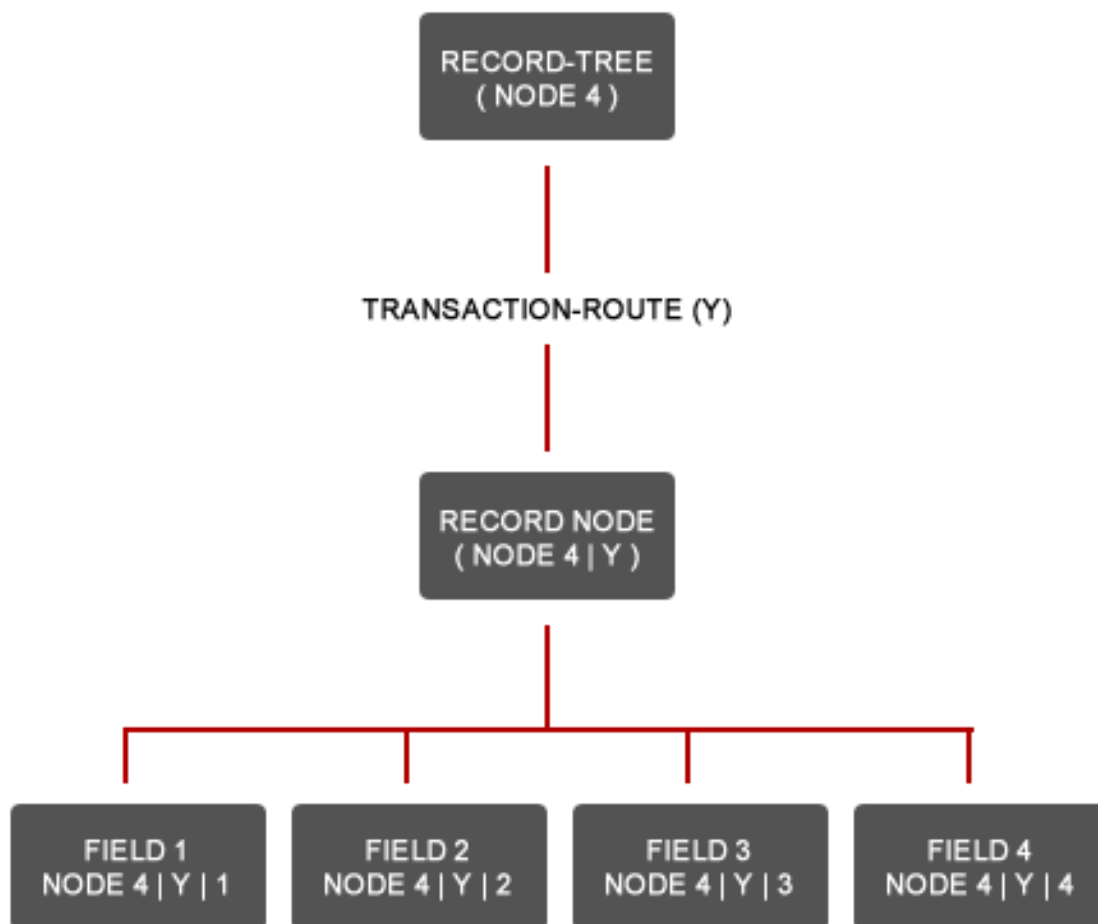 RECORD-TREE
( NODE 4 )
TRANSACTION-ROUTE (Y)
RECORD NODE
( NODE 4 | Y )
FIELD 1
NODE 4 | Y | 1
FIELD 2
NODE 4 | Y | 2
FIELD 3
NODE 4 | Y | 3
FIELD 4
NODE 4 | Y | 4